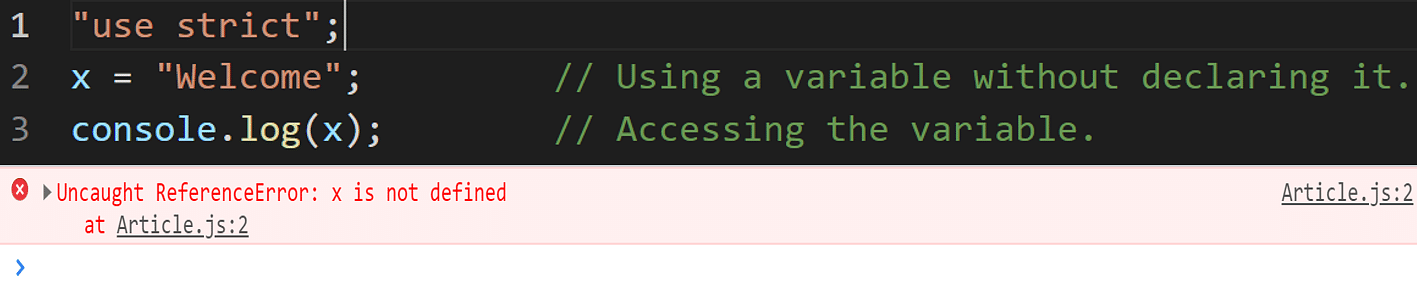 1 "use strict";
2 x = "Welcome"; // Using a variable without declaring it.
3 console.log(x); // Accessing the variable.
Uncaught ReferenceError: x is not defined Article.js:2
at Article.js:2